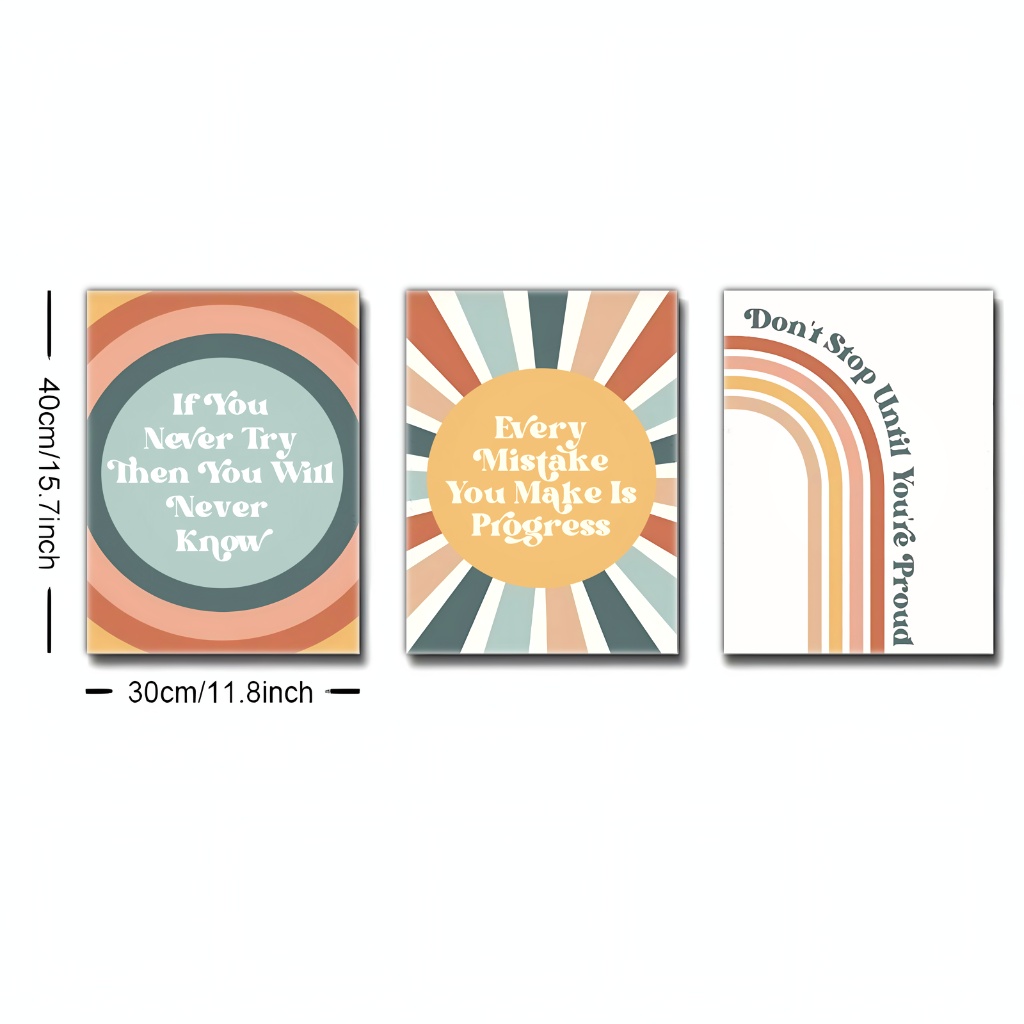 40cm/15.7inch
30cm/11.8inch
If You
Never Try
Then You Will
Never
Know
Every
Mistake
You Make Is
Progress
Don't Stop Until You're Proud